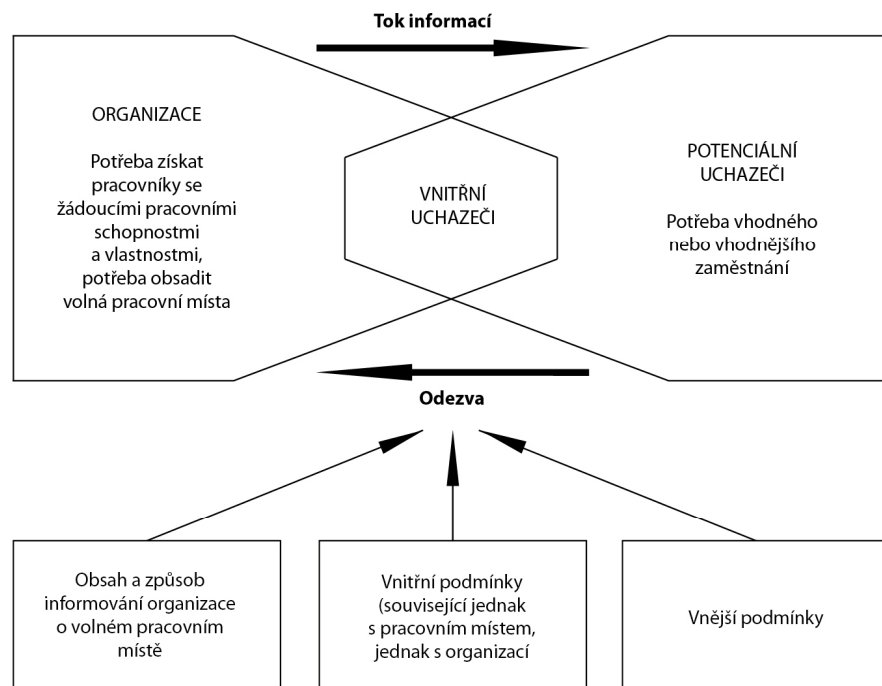 Tok informací
ORGANIZACE
Potřeba získat
pracovníky se
žádoucími pracovními
schopnostmi
a vlastnostmi,
potřeba obsadit
volná pracovní místa
VNITŘNÍ
UCHAZEČI
POTENCIÁLNÍ
UCHAZEČI
Potřeba vhodného
nebo vhodnějšího
zaměstnání
Odezva
Obsah a způsob
informování organizace
o volném pracovním
místě
Vnitřní podmínky
(související jednak
s pracovním místem,
jednak s organizací
Vnější podmínky